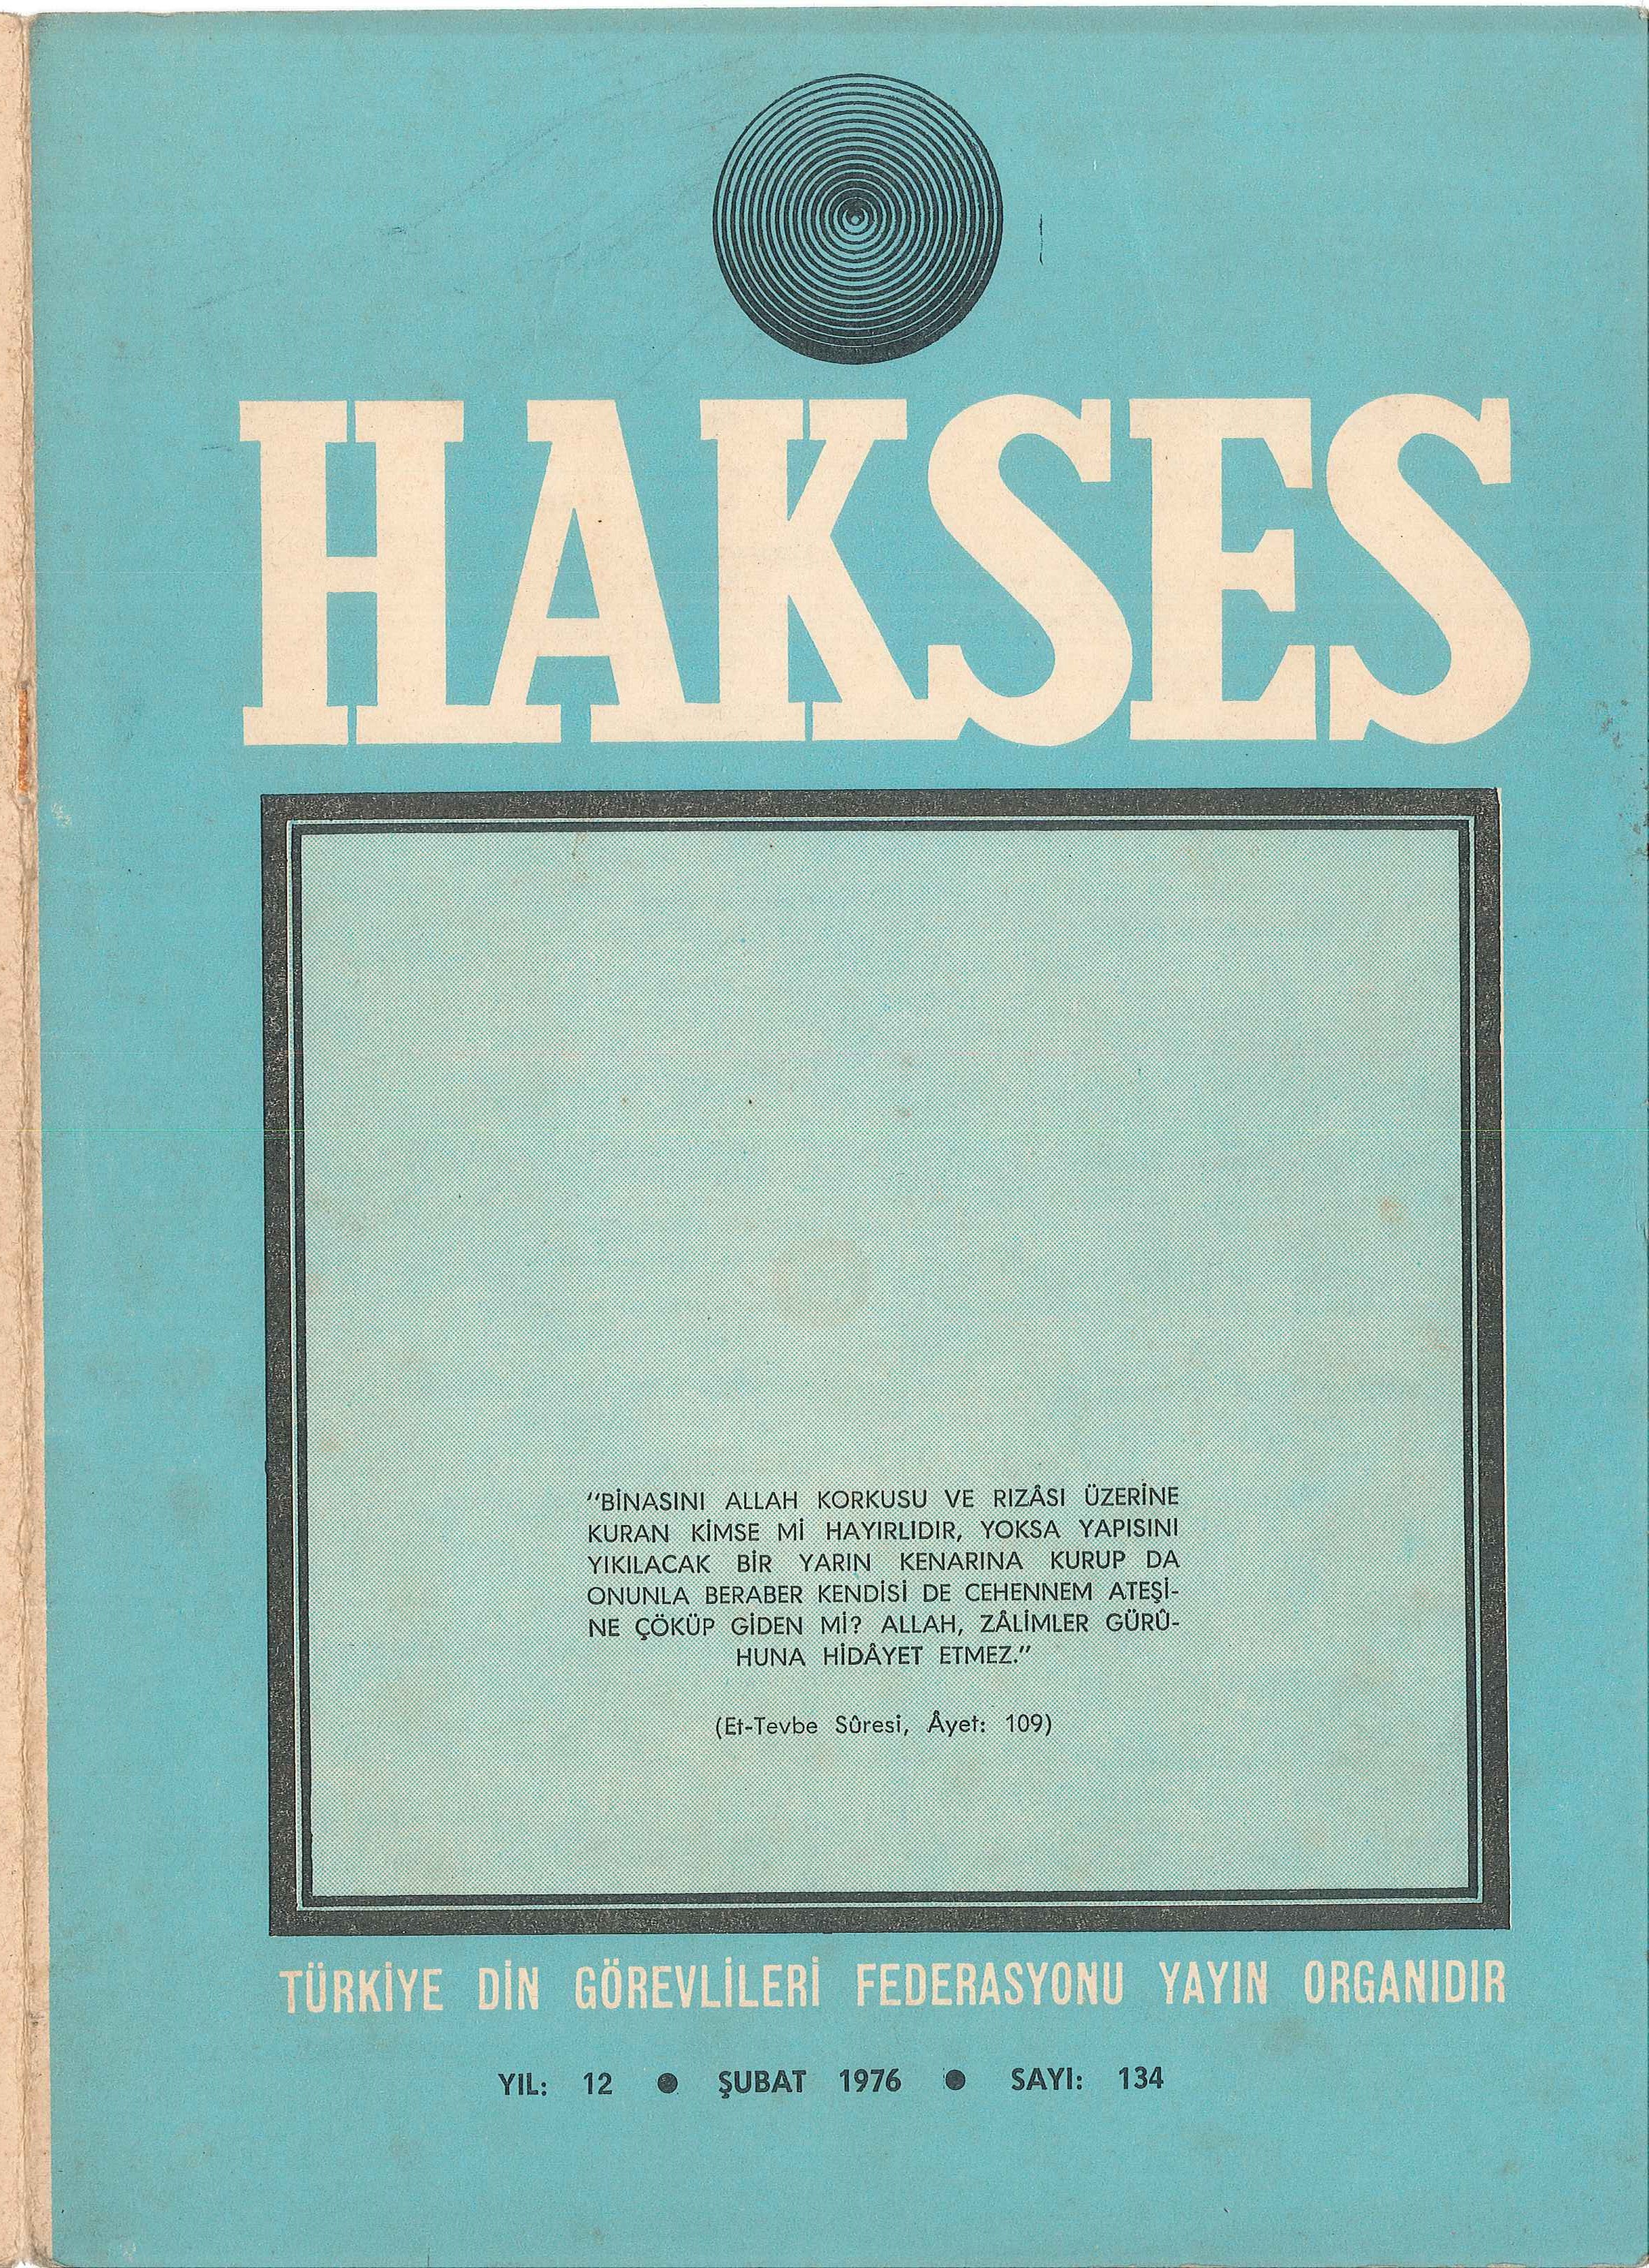 HAKSES
"BİNASINI ALLAH KORKUSU VE RIZÂSI ÜZERİNE
KURAN KİMSE Mİ HAYIRLIDIR, YOKSA YAPISINI
YIKILACAK BİR YARIN KENARINA KURUP DA
ONUNLA BERABER KENDİSİ DE CEHENNEM ATEŞİ-
NE ÇÖKÜP GİDEN Mİ? ALLAH, ZÂLİMLER GÜRÛ-
HUNA HİDÂYET ETMEZ."
(Et-Tevbe Sûresi, Âyet: 109)
TÜRKİYE DİN GÖREVLİLERİ FEDERASYONU YAYIN ORGANIDIR
YIL: 12 ● ŞUBAT 1976 ● SAYI: 134